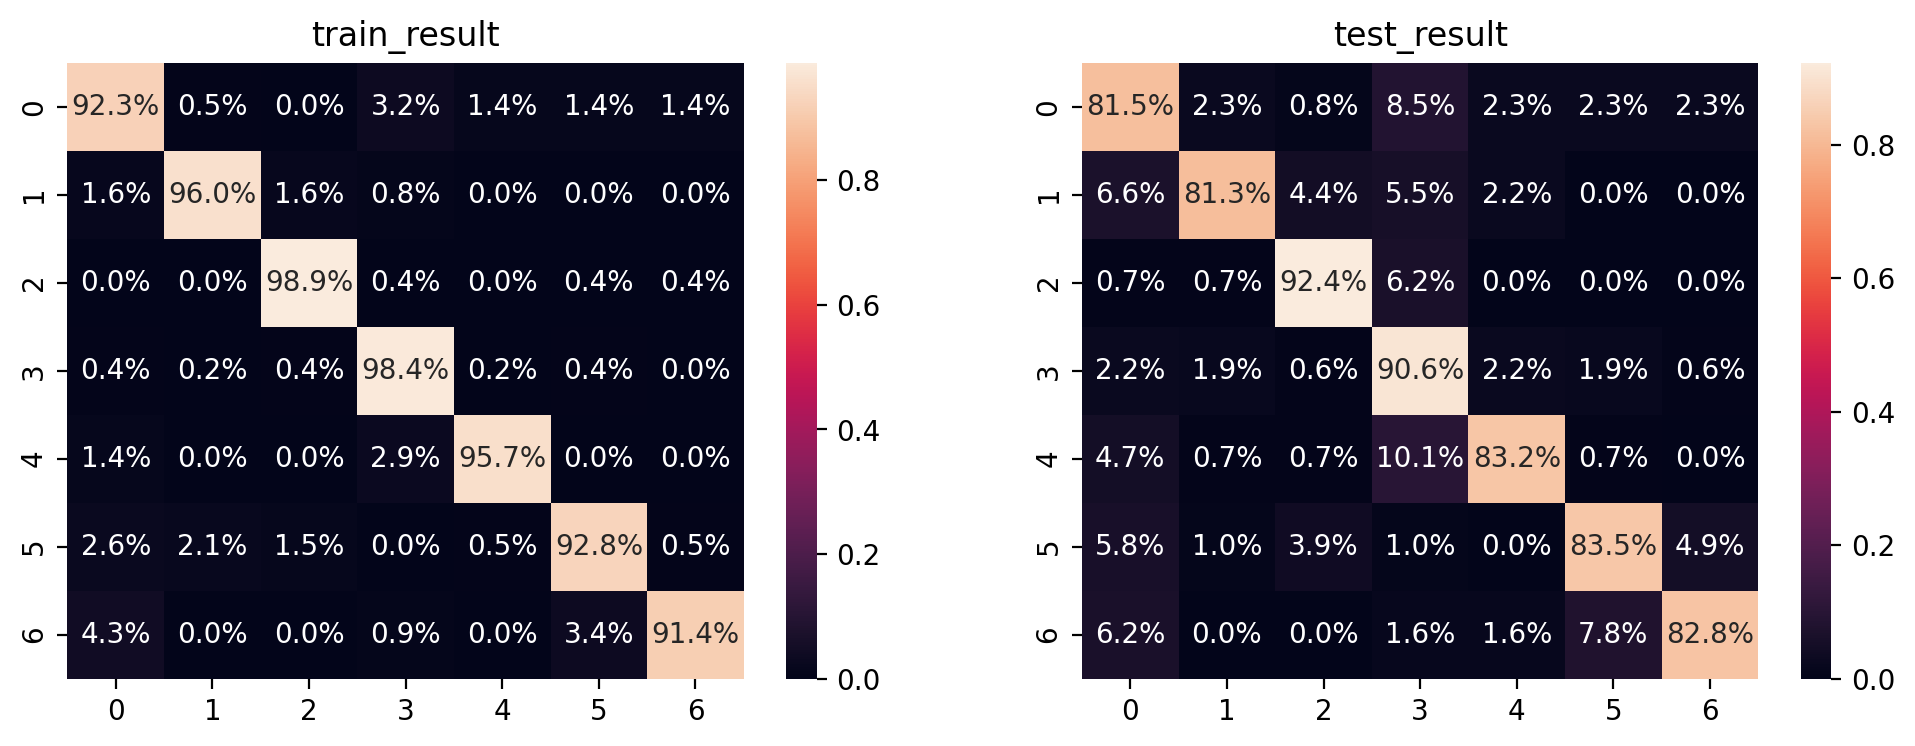 train_result
0 92.3% 0.5% 0.0% 3.2% 1.4% 1.4% 1.4%
1 1.6% 96.0% 1.6% 0.8% 0.0% 0.0% 0.0%
2 0.0% 0.0% 98.9% 0.4% 0.0% 0.4% 0.4%
3 0.4% 0.2% 0.4% 98.4% 0.2% 0.4% 0.0%
4 1.4% 0.0% 0.0% 2.9% 95.7% 0.0% 0.0%
5 2.6% 2.1% 1.5% 0.0% 0.5% 92.8% 0.5%
6 4.3% 0.0% 0.0% 0.9% 0.0% 3.4% 91.4%
0 1 2 3 4 5 6
0.8
0.6
0.4
0.2
0.0
test_result
0 81.5% 2.3% 0.8% 8.5% 2.3% 2.3% 2.3%
1 6.6% 81.3% 4.4% 5.5% 2.2% 0.0% 0.0%
2 0.7% 0.7% 92.4% 6.2% 0.0% 0.0% 0.0%
3 2.2% 1.9% 0.6% 90.6% 2.2% 1.9% 0.6%
4 4.7% 0.7% 0.7% 10.1% 83.2% 0.7% 0.0%
5 5.8% 1.0% 3.9% 1.0% 0.0% 83.5% 4.9%
6 6.2% 0.0% 0.0% 1.6% 1.6% 7.8% 82.8%
0 1 2 3 4 5 6
0.8
0.6
0.4
0.2
0.0